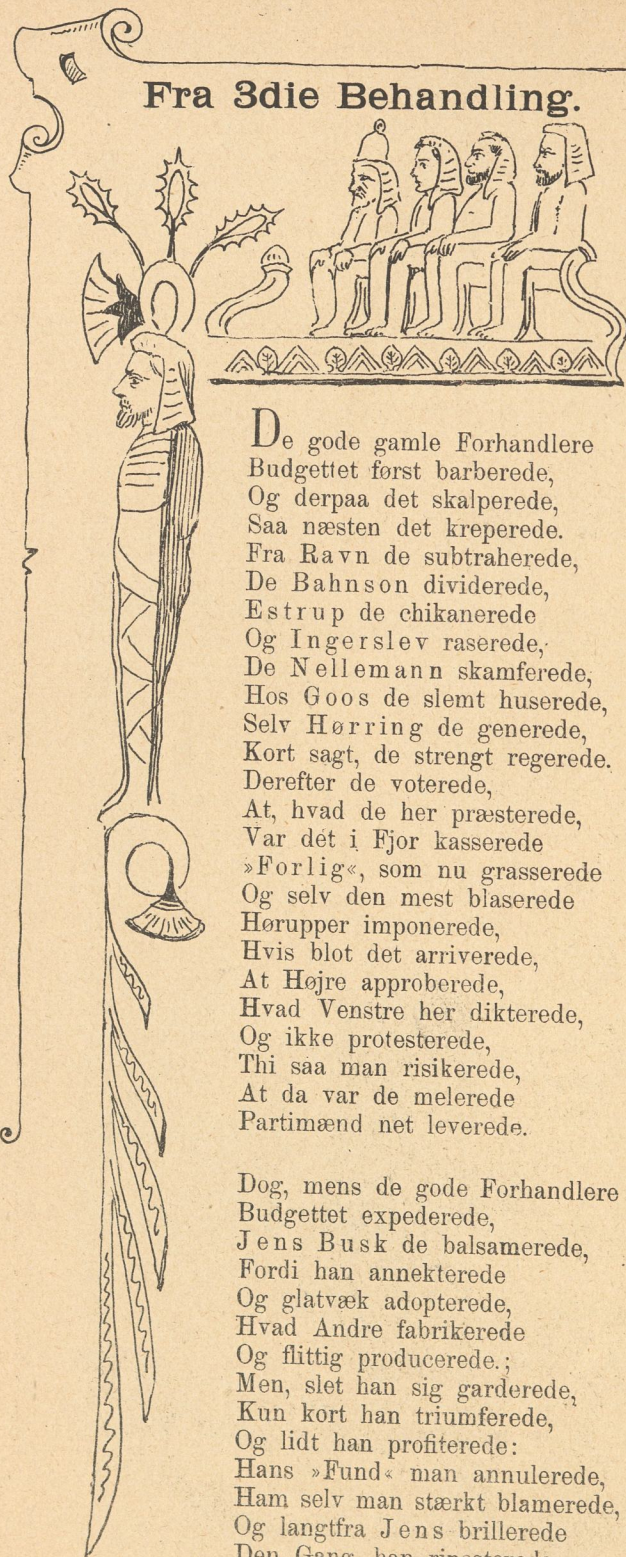 Fra 3die Behandling.
De gode gamle Forhandlere
Budgettet først barberede,
Og derpaa det skalperede,
Saa næsten det kreperede.
Fra Ravn de subtraherede,
De Bahnson dividerede,
Estrup de chikanerede
Og Ingerslev raserede,
De Nellemann skamferede,
Hos Goos de slemt huserede,
Selv Hørring de generede,
Kort sagt, de strengt regerede.
Derefter de voterede,
At, hvad de her præsterede,
Var det i Fjor kasserede
»Forlig«, som nu grasserede
Og selv den mest blaserede
Hørupper imponerede,
Hvis blot det arriverede,
At Højre approberede,
Hvad Venstre her dikterede,
Og ikke protesterede,
Thi saa man risikerede,
At da var de melerede
Partimænd net leverede.
Dog, mens de gode Forhandlere
Budgettet expederede,
Jens Busk de balsamerede,
Fordi han annekterede
Og glatvæk adopterede,
Hvad Andre fabrikerede
Og flittig producerede.;
Men, slet han sig garderede,
Kun kort han triumferede,
Og lidt han profiterede:
Hans »Fund« man annulerede,
Ham selv man stærkt blamerede,
Og langtfra Jens brillerede
Den Gang han